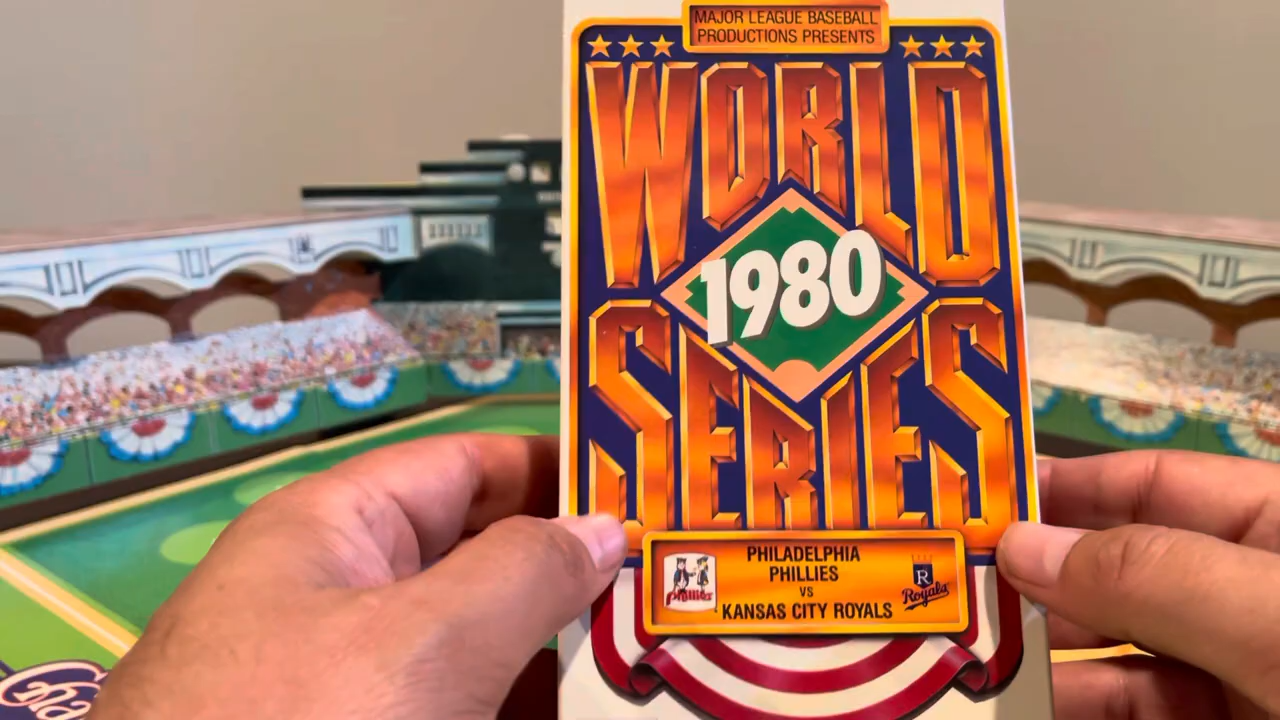 MAJOR LEAGUE BASEBALL
PRODUCTIONS PRESENTS
WORLD
1980
SERIES
PHILADELPHIA
PHILLIES
VS
KANSAS CITY ROYALS
Phillies
R
Royals